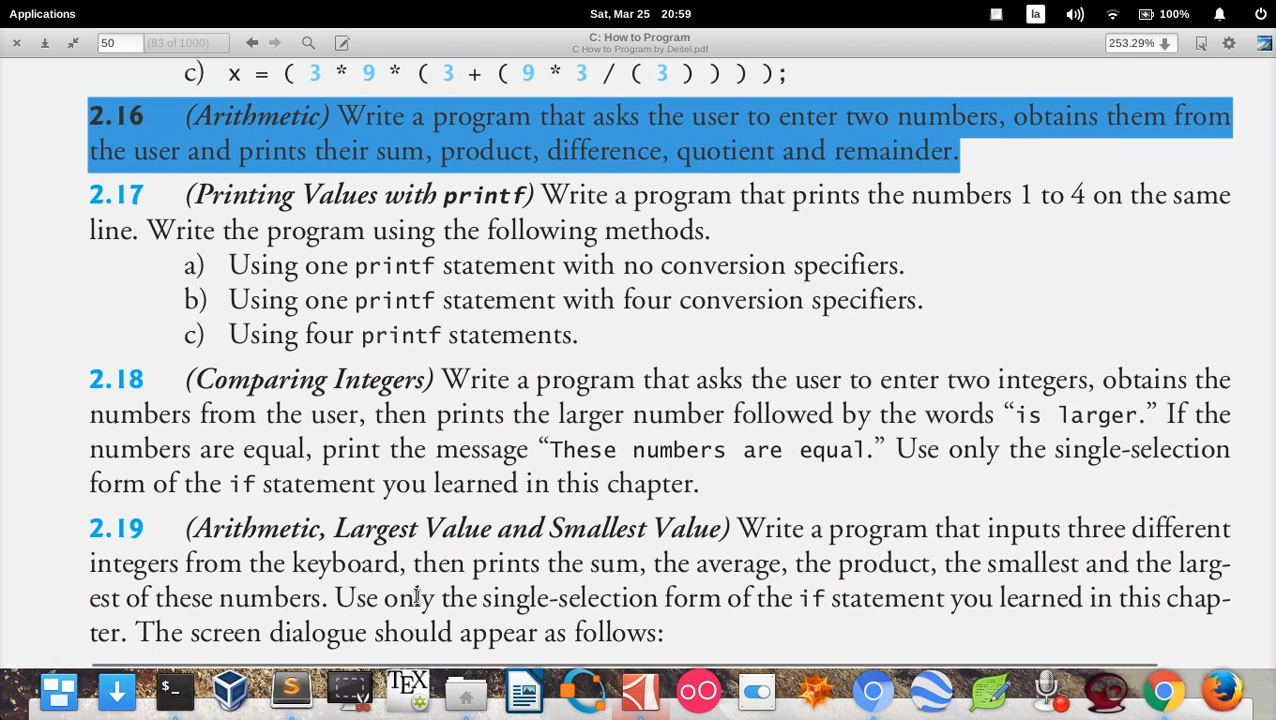 Applications
Sat, Mar 25 20:59
la
100%
50
(83 of 1000)
C: How to Program
C How to Program by Deitel.pdf
253.29%
c) x = ( 3 * 9 * ( 3 + ( 9 * 3 / ( 3 ) ) ) );
2.16 (Arithmetic) Write a program that asks the user to enter two numbers, obtains them from
the user and prints their sum, product, difference, quotient and remainder.
2.17 (Printing Values with printf) Write a program that prints the numbers 1 to 4 on the same
line. Write the program using the following methods.
a) Using one printf statement with no conversion specifiers.
b) Using one printf statement with four conversion specifiers.
c) Using four printf statements.
2.18 (Comparing Integers) Write a program that asks the user to enter two integers, obtains the
numbers from the user, then prints the larger number followed by the words “is larger.” If the
numbers are equal, print the message “These numbers are equal.” Use only the single-selection
form of the if statement you learned in this chapter.
2.19 (Arithmetic, Largest Value and Smallest Value) Write a program that inputs three different
integers from the keyboard, then prints the sum, the average, the product, the smallest and the larg-
est of these numbers. Use only the single-selection form of the if statement you learned in this chap-
ter. The screen dialogue should appear as follows:
TEX